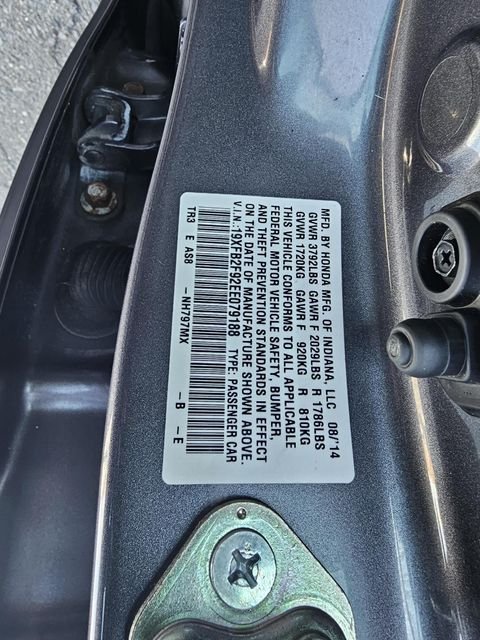 MFD. BY HONDA MFG. OF INDIANA, LLC 08/'14
GVWR 3792LBS GAWR F 2029LBS R 1786LBS
GVWR 1720KG GAWR F 920KG R 810KG
THIS VEHICLE CONFORMS TO ALL APPLICABLE
FEDERAL MOTOR VEHICLE SAFETY, BUMPER,
AND THEFT PREVENTION STANDARDS IN EFFECT
ON THE DATE OF MANUFACTURE SHOWN ABOVE.
V.I.N.:19XFB2F92EE079188 TYPE: PASSENGER CAR
TR3 E AS8 - NH797MX - B - E